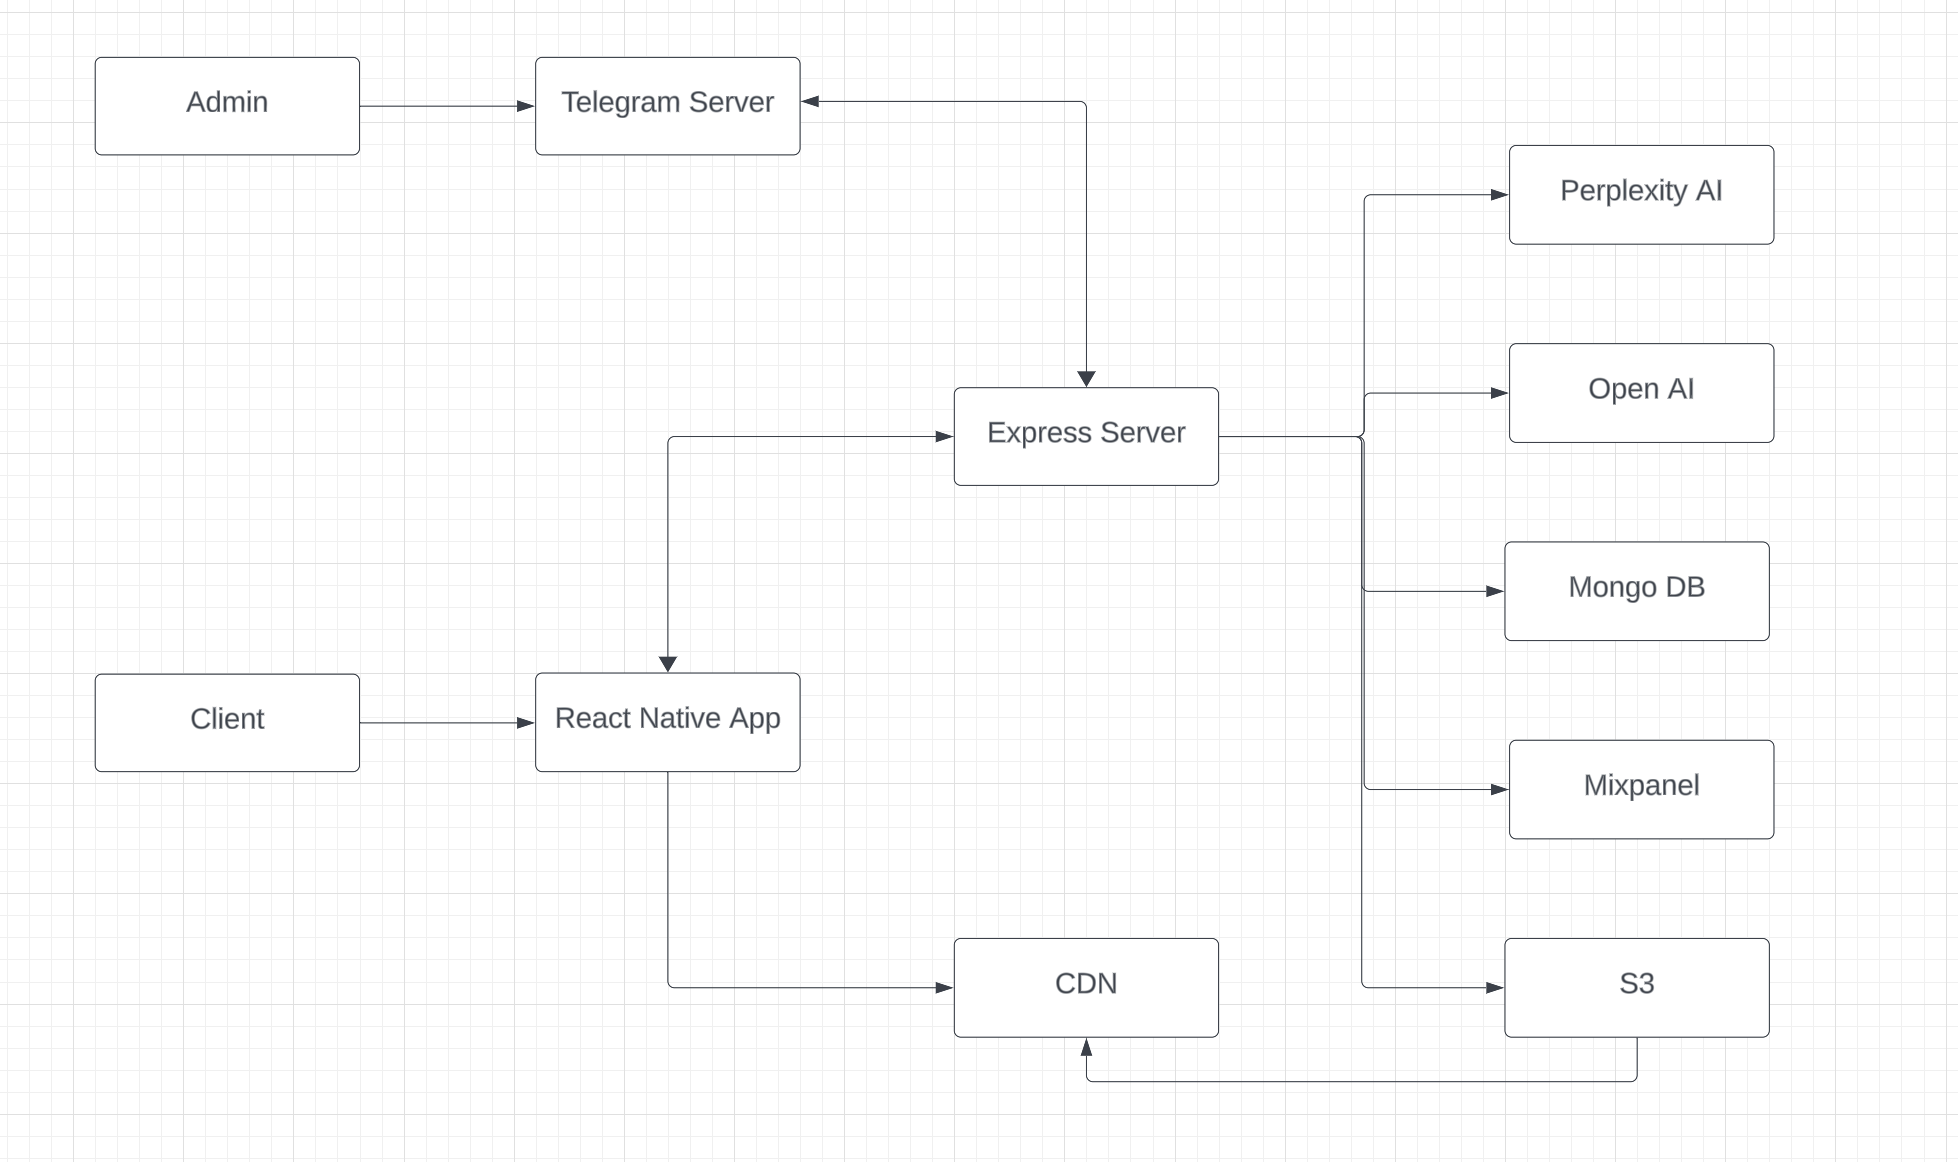 Admin
Telegram Server
Perplexity AI
Open AI
Express Server
Mongo DB
Client
React Native App
Mixpanel
CDN
S3